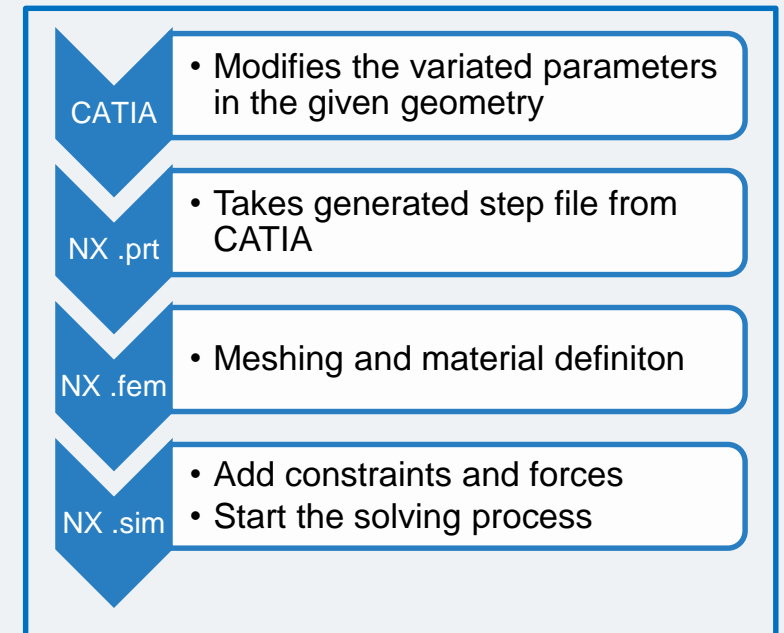 CATIA
• Modifies the variated parameters
in the given geometry
NX .prt
• Takes generated step file from
CATIA
NX .fem
• Meshing and material definiton
NX .sim
• Add constraints and forces
• Start the solving process